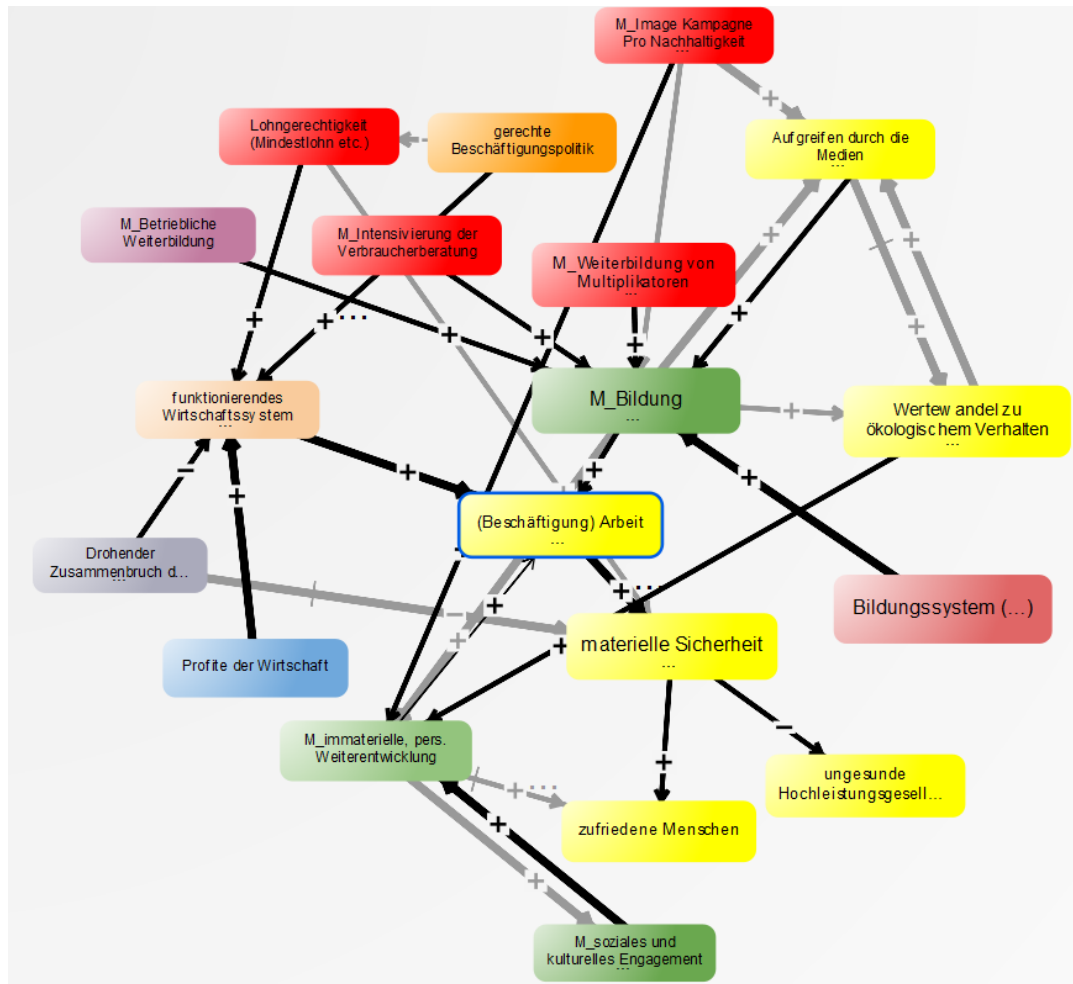 M_Image Kampagne
Pro Nachhaltigkeit
...
Lohngerechtigkeit
(Mindestlohn etc.)
gerechte
Beschäftigungspolitik
Aufgreifen durch die
Medien
...
M_Betriebliche
Weiterbildung
M_Intensivierung der
Verbraucherberatung
M_Weiterbildung von
Multiplikatoren
...
funktionierendes
Wirtschaftssystem
...
M_Bildung
...
Wertewandel zu
ökologischem Verhalten
...
(Beschäftigung) Arbeit
...
Drohender
Zusammenbruch d...
...
Bildungssystem (...)
Profite der Wirtschaft
materielle Sicherheit
...
M_immaterielle, pers.
Weiterentwicklung
ungesunde
Hochleistungsgesell...
zufriedene Menschen
M_soziales und
kulturelles Engagement
...